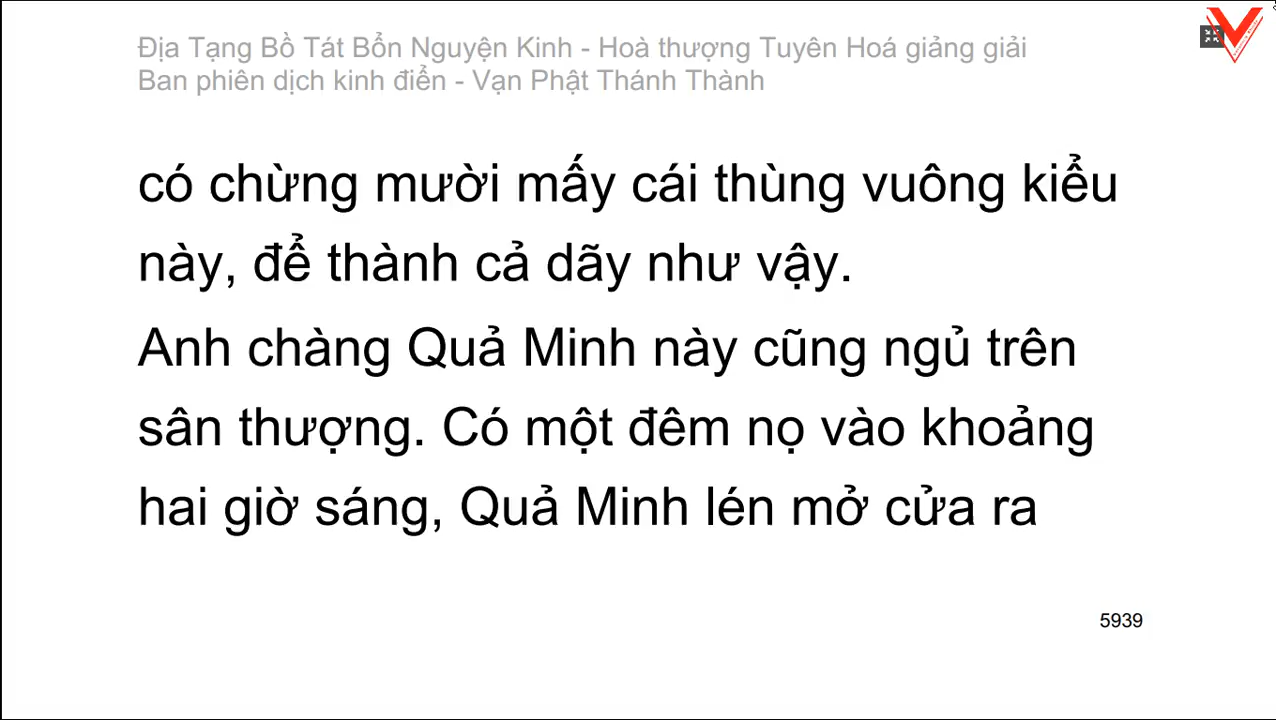 Địa Tạng Bồ Tát Bổn Nguyện Kinh - Hoà thượng Tuyên Hoá giảng giải
Ban phiên dịch kinh điển - Vạn Phật Thánh Thành
có chừng mười mấy cái thùng vuông kiểu
này, để thành cả dãy như vậy.
Anh chàng Quả Minh này cũng ngủ trên
sân thượng. Có một đêm nọ vào khoảng
hai giờ sáng, Quả Minh lén mở cửa ra
5939